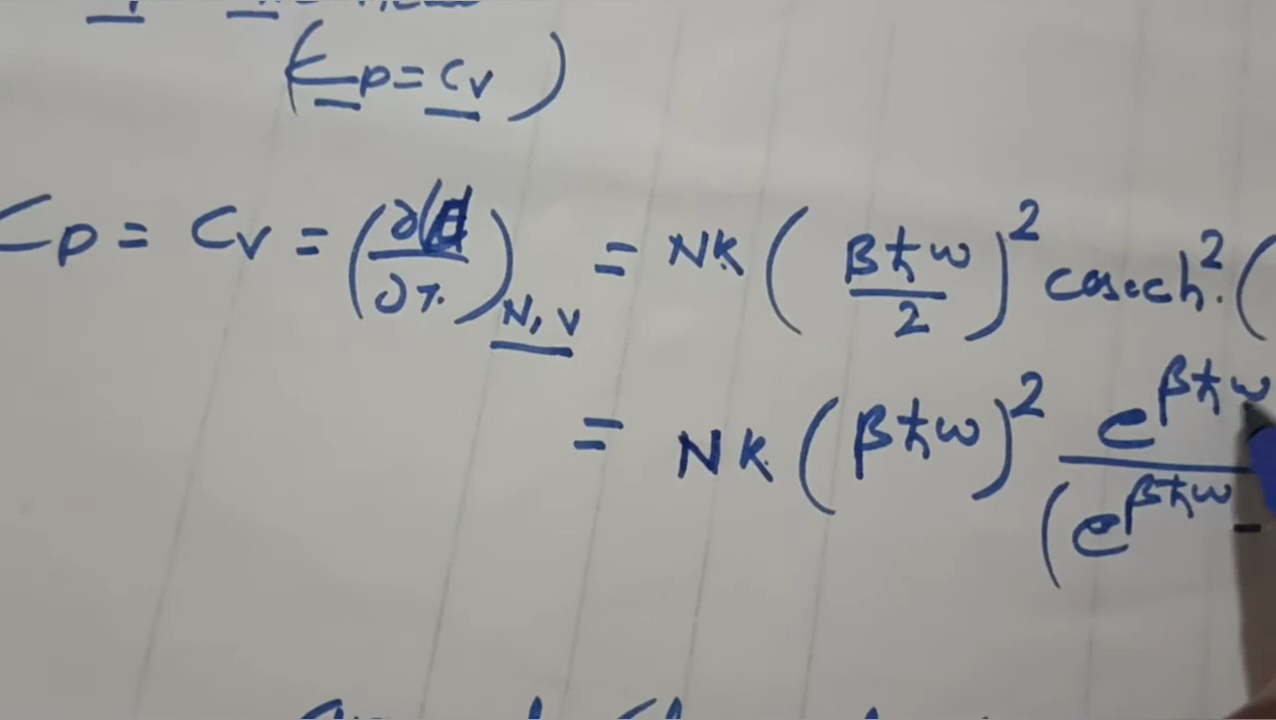 (Cp = Cv)
Cp = Cv = (∂U/∂T)N, V = Nk (βħω/2)² cosech² (
= Nk (βħω)² e^βħω / (e^βħω -